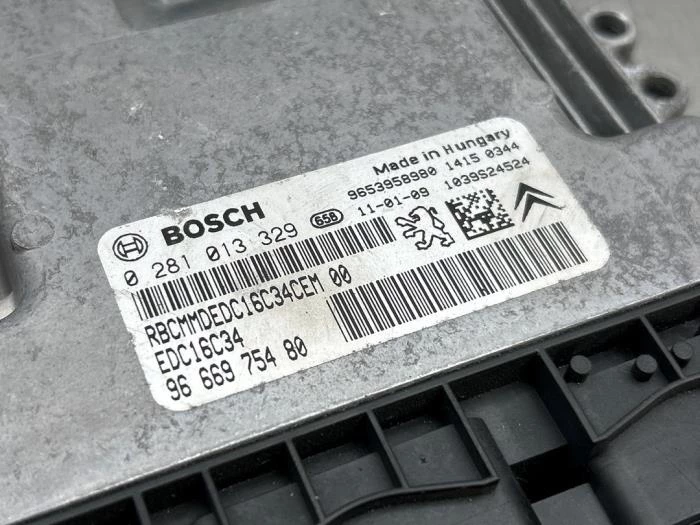 Made in Hungary
9653958980 1415 0344
BOSCH 658 11-01-09 1039S24524
0 281 013 329
RBCMMDEDC16C34CEM 00
EDC16C34
96 669 754 80